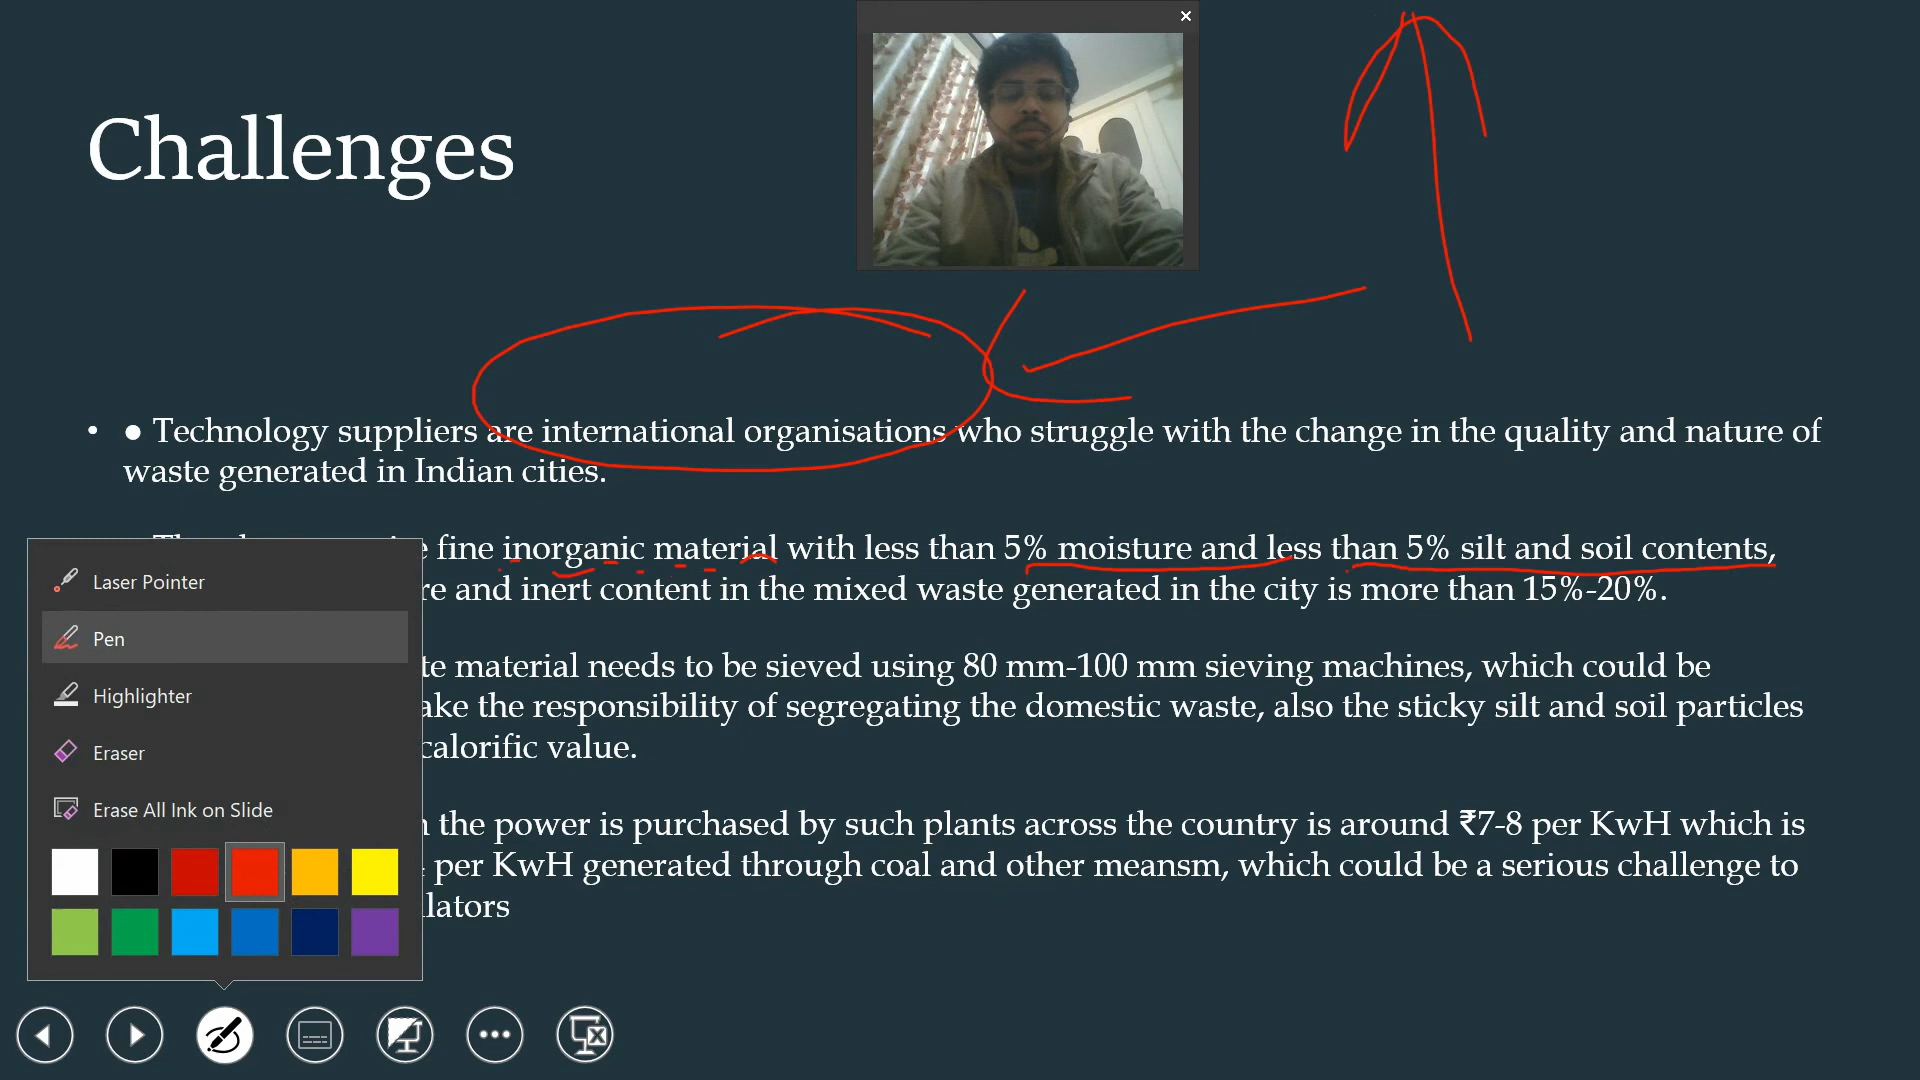 Challenges
• ● Technology suppliers are international organisations who struggle with the change in the quality and nature of
waste generated in Indian cities.
fine inorganic material with less than 5% moisture and less than 5% silt and soil contents,
and inert content in the mixed waste generated in the city is more than 15%-20%.
material needs to be sieved using 80 mm-100 mm sieving machines, which could be
the responsibility of segregating the domestic waste, also the sticky silt and soil particles
calorific value.
the power is purchased by such plants across the country is around ₹7-8 per KwH which is
per KwH generated through coal and other meansm, which could be a serious challenge to
Laser Pointer
Pen
Highlighter
Eraser
Erase All Ink on Slide